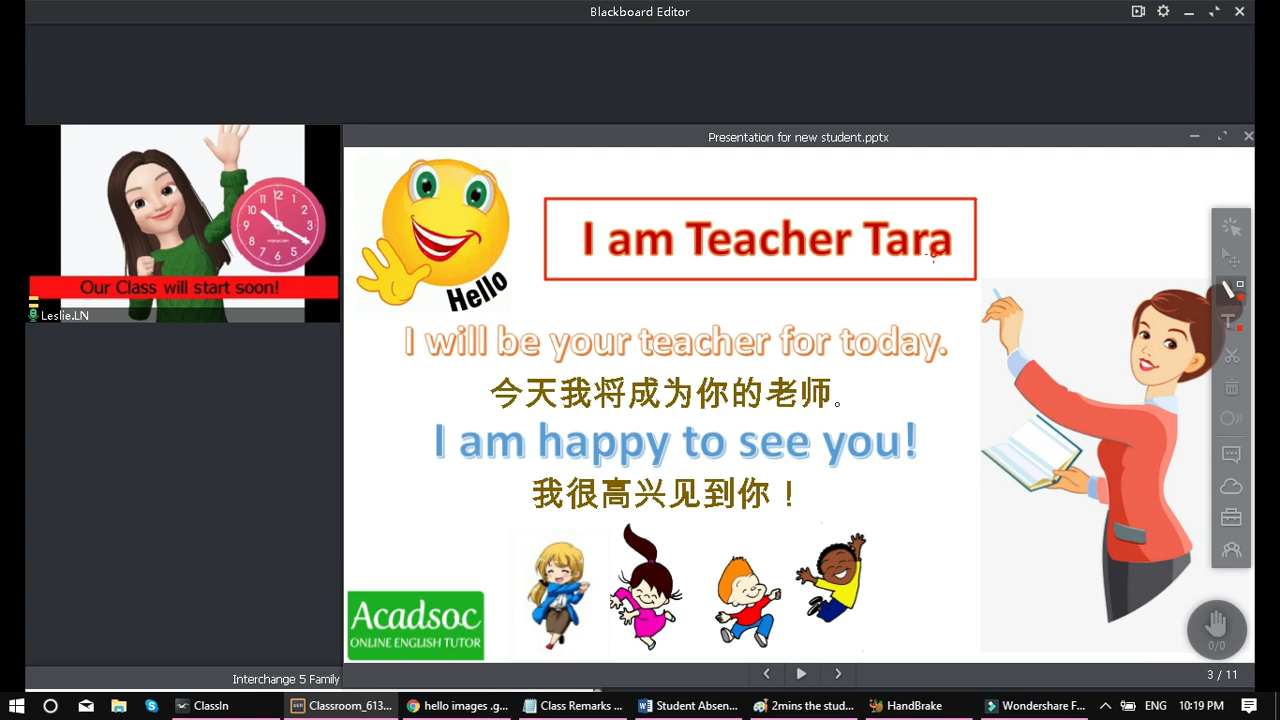 Blackboard Editor
Presentation for new student.pptx
Our Class will start soon!
Leslie.LN
Hello
I am Teacher Tara
I will be your teacher for today.
今天我将成为你的老师。
I am happy to see you!
我很高兴见到你！
Acadsoc
ONLINE ENGLISH TUTOR
0/0
Interchange 5 Family
3 / 11
ClassIn
Classroom_613...
hello images .g...
Class Remarks ...
Student Absen...
2mins the stud...
HandBrake
Wondershare F...
ENG
10:19 PM